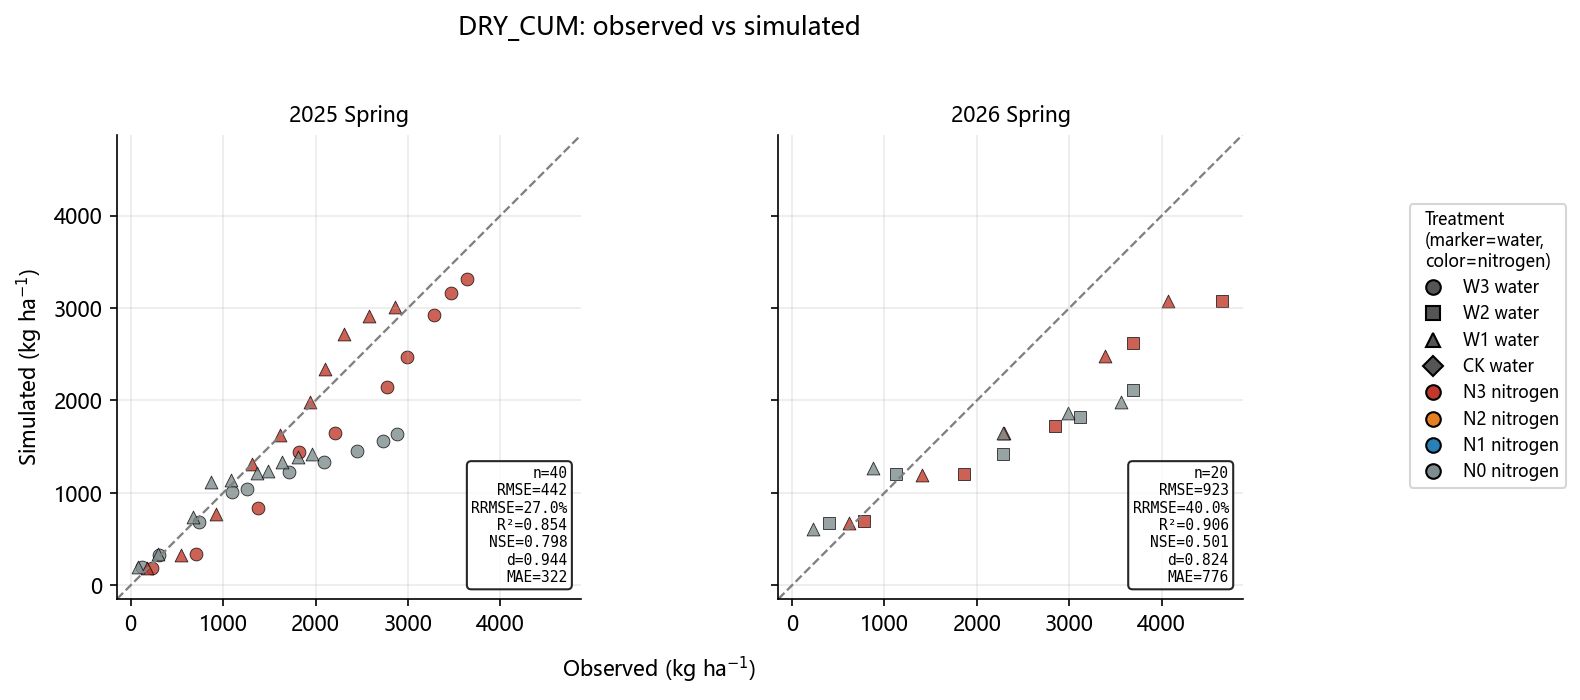 DRY_CUM: observed vs simulated
2025 Spring
2026 Spring
Simulated (kg ha⁻¹)
4000
3000
2000
1000
0
n=40
RMSE=442
RRMSE=27.0%
R²=0.854
NSE=0.798
d=0.944
MAE=322
n=20
RMSE=923
RRMSE=40.0%
R²=0.906
NSE=0.501
d=0.824
MAE=776
0 1000 2000 3000 4000
0 1000 2000 3000 4000
Observed (kg ha⁻¹)
Treatment
(marker=water,
color=nitrogen)
W3 water
W2 water
W1 water
CK water
N3 nitrogen
N2 nitrogen
N1 nitrogen
N0 nitrogen